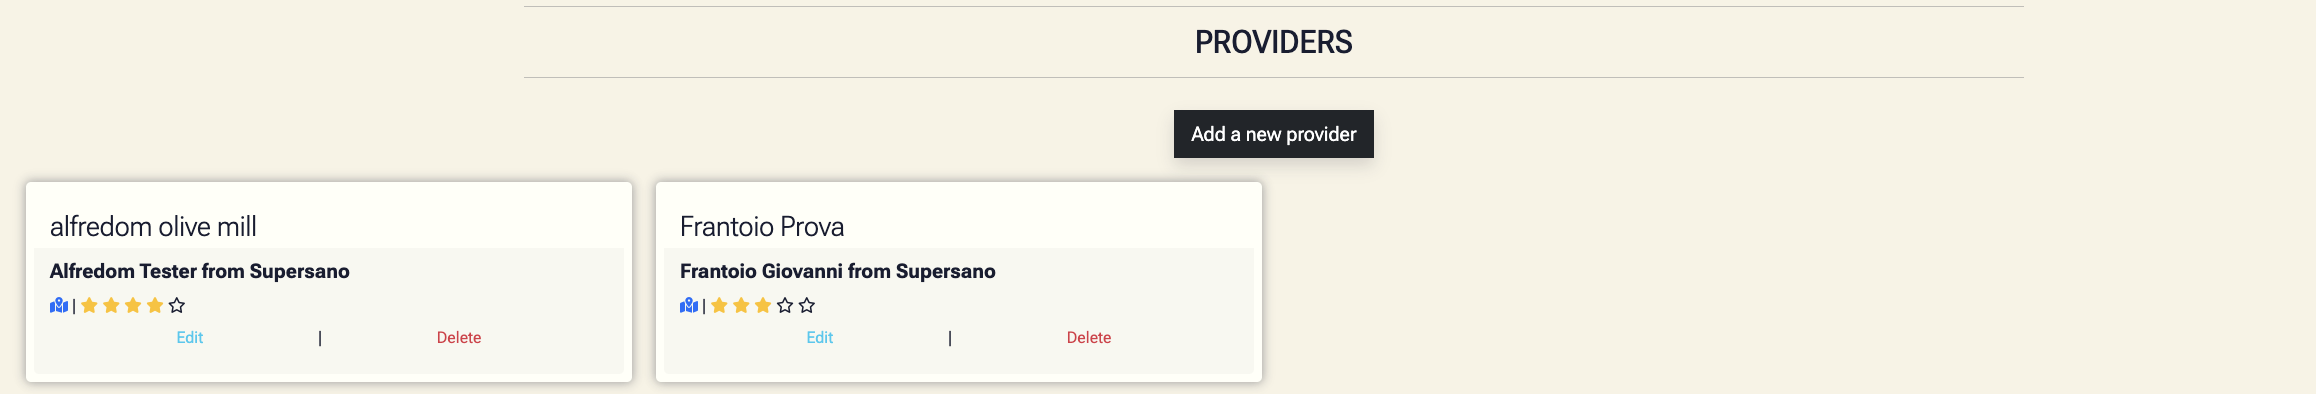 PROVIDERS
Add a new provider
alfredom olive mill
Alfredom Tester from Supersano
|
Edit | Delete
Frantoio Prova
Frantoio Giovanni from Supersano
|
Edit | Delete